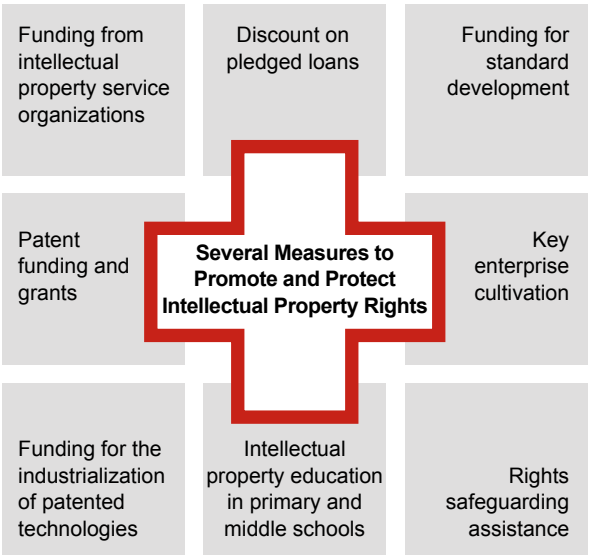 Funding from
intellectual
property service
organizations
Discount on
pledged loans
Funding for
standard
development
Patent
funding and
grants
Several Measures to
Promote and Protect
Intellectual Property Rights
Key
enterprise
cultivation
Funding for the
industrialization
of patented
technologies
Intellectual
property education
in primary and
middle schools
Rights
safeguarding
assistance